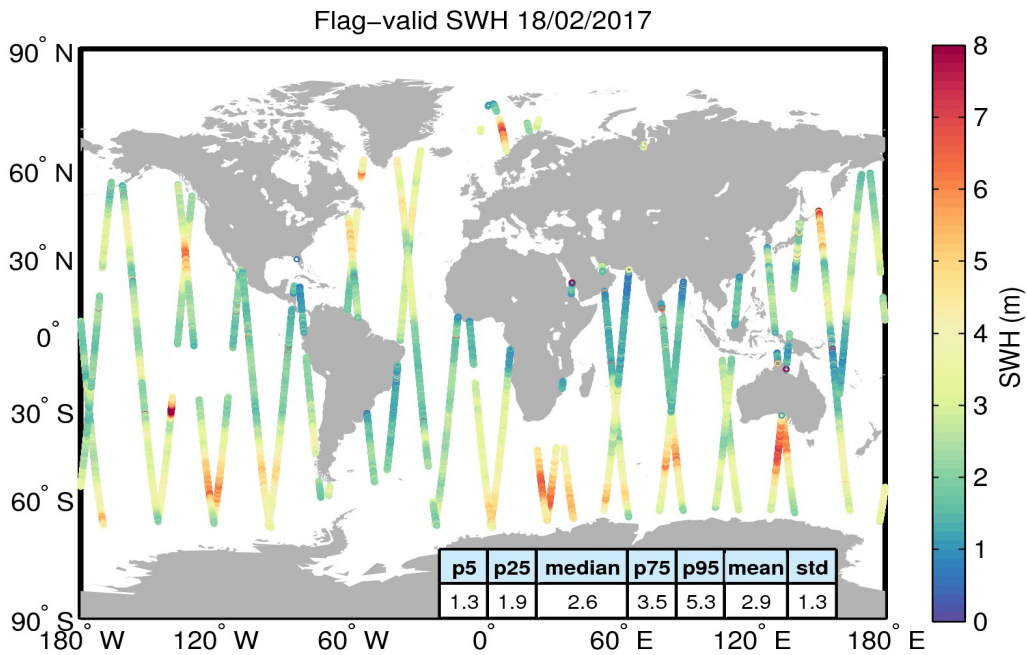 Flag−valid SWH 18/02/2017
90° N
60° N
30° N
0°
30° S
60° S
90° S
180° W
120° W
60° W
0°
60° E
120° E
180° E
p5 p25 median p75 p95 mean std
1.3 1.9 2.6 3.5 5.3 2.9 1.3
8
7
6
5
4
3
2
1
0
SWH (m)